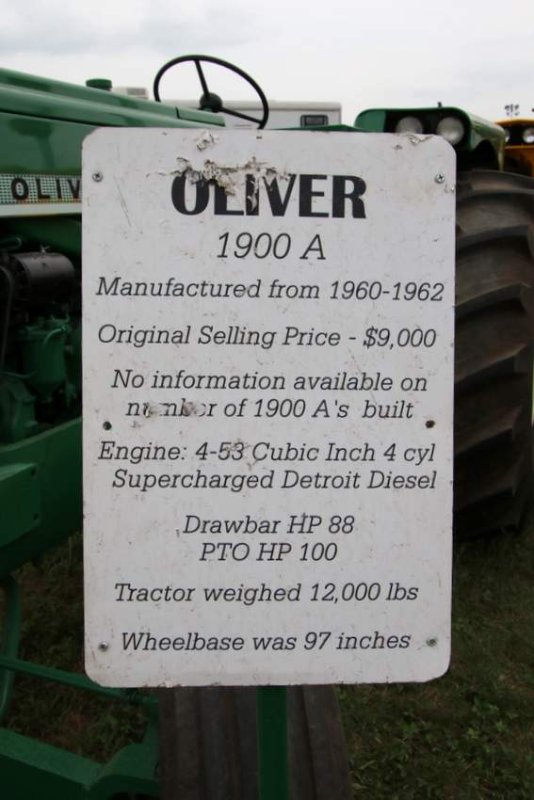 OLIV
OLIVER
1900 A
Manufactured from 1960-1962
Original Selling Price - $9,000
No information available on
number of 1900 A's built
Engine: 4-53 Cubic Inch 4 cyl
Supercharged Detroit Diesel
Drawbar HP 88
PTO HP 100
Tractor weighed 12,000 lbs
Wheelbase was 97 inches